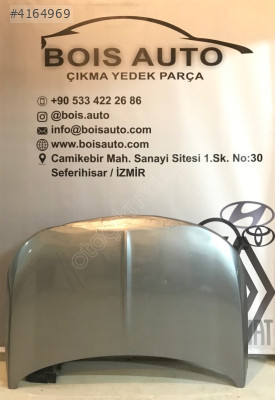 #4164969
BOIS AUTO
ÇIKMA YEDEK PARÇA
+90 533 422 26 86
@bois.auto
info@boisauto.com
www.boisauto.com
Camikebir Mah. Sanayi Sitesi 1.Sk. No:30
Seferihisar / İZMİR